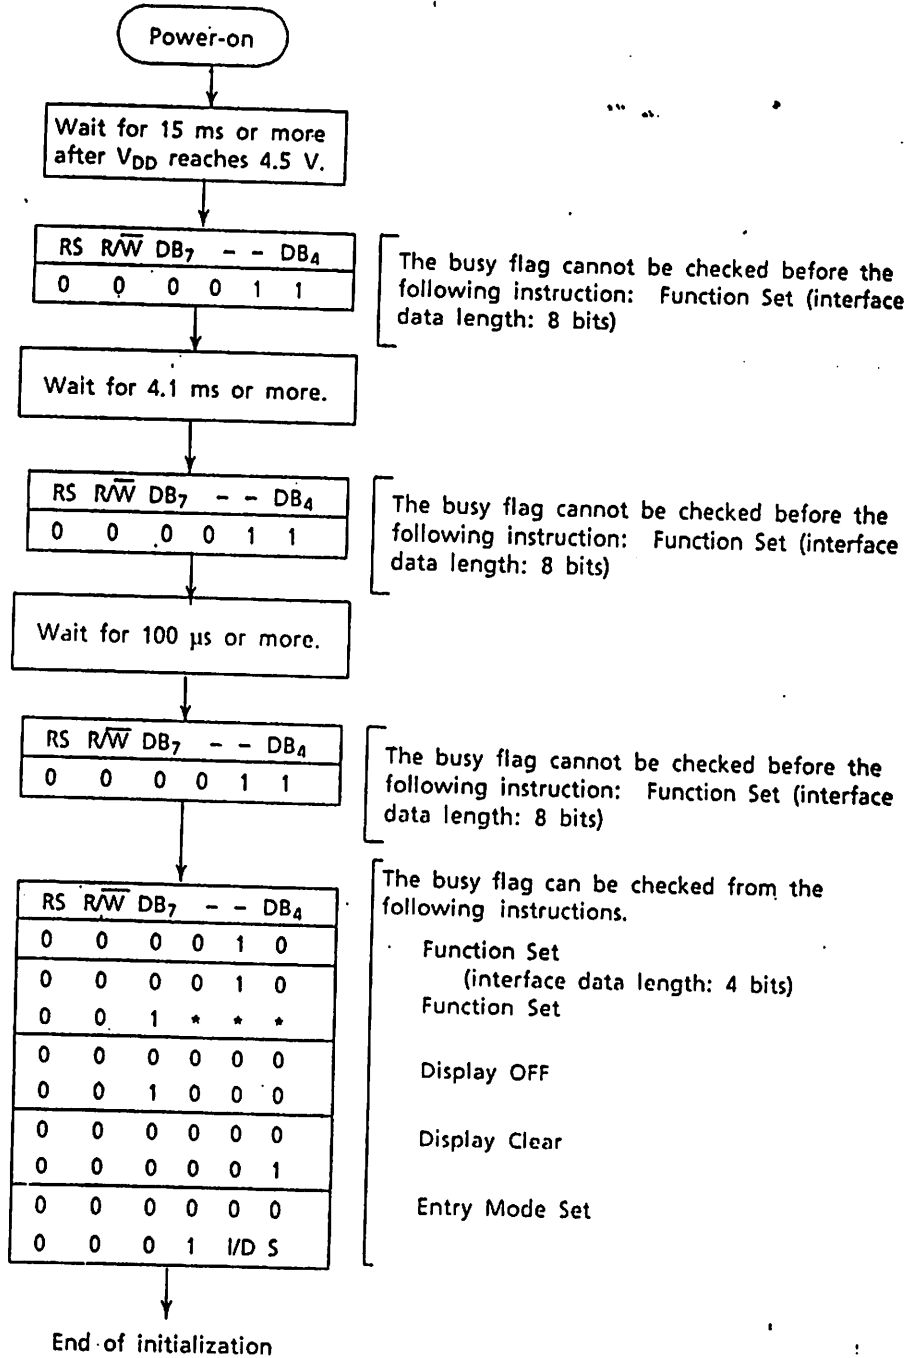 Power-on
Wait for 15 ms or more
after VDD reaches 4.5 V.
RS R/W̅ DB7 - - DB4
0 0 0 0 1 1
The busy flag cannot be checked before the
following instruction: Function Set (interface
data length: 8 bits)
Wait for 4.1 ms or more.
RS R/W̅ DB7 - - DB4
0 0 0 0 1 1
The busy flag cannot be checked before the
following instruction: Function Set (interface
data length: 8 bits)
Wait for 100 μs or more.
RS R/W̅ DB7 - - DB4
0 0 0 0 1 1
The busy flag cannot be checked before the
following instruction: Function Set (interface
data length: 8 bits)
RS R/W̅ DB7 - - DB4
The busy flag can be checked from the
following instructions.
0 0 0 0 1 0
Function Set
(interface data length: 4 bits)
0 0 0 0 1 0
Function Set
0 0 1 * * *
0 0 0 0 0 0
Display OFF
0 0 1 0 0 0
0 0 0 0 0 0
Display Clear
0 0 0 0 0 1
0 0 0 0 0 0
Entry Mode Set
0 0 0 1 I/D S
End of initialization